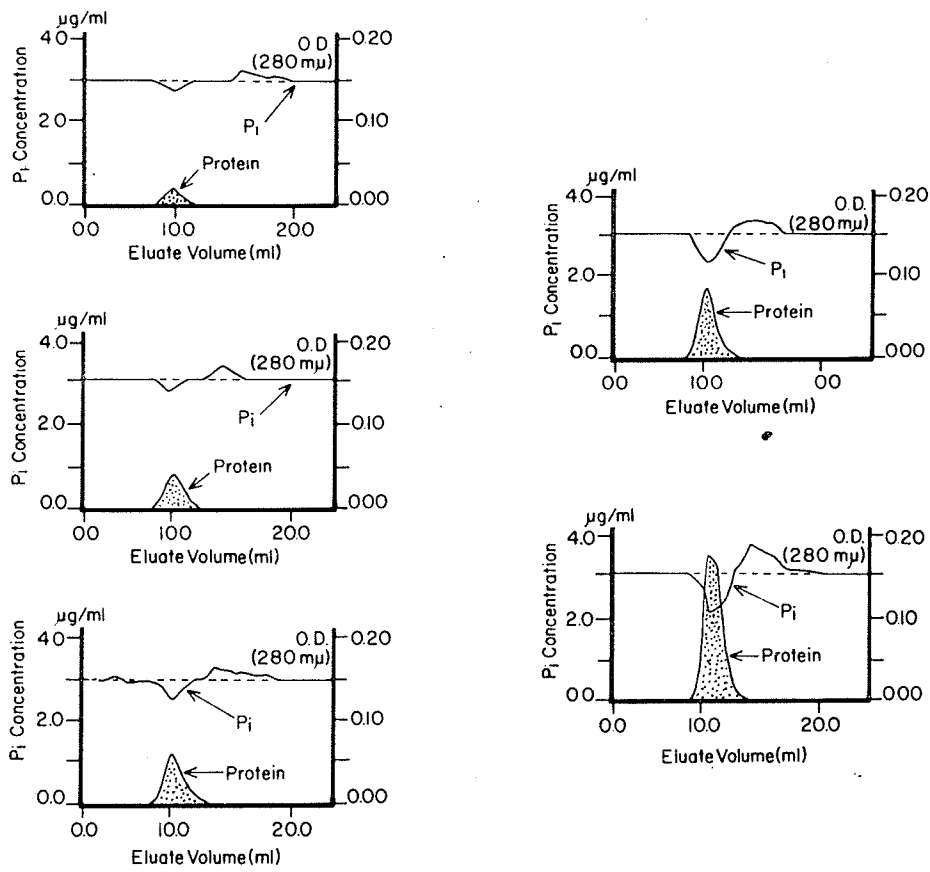 µg/ml
4.0
0.20
O.D.
(280 mµ)
Pi
2.0
0.10
Protein
0.0
0.00
0.0
10.0
20.0
Pi Concentration
Eluate Volume (ml)
µg/ml
4.0
0.20
O.D.
(280 mµ)
Pi
2.0
0.10
Protein
0.0
0.00
0.0
10.0
20.0
Pi Concentration
Eluate Volume (ml)
µg/ml
4.0
0.20
O.D.
(280 mµ)
Pi
2.0
0.10
Protein
0.0
0.00
0.0
10.0
20.0
Pi Concentration
Eluate Volume (ml)
µg/ml
4.0
0.20
O.D.
(280 mµ)
Pi
2.0
0.10
Protein
0.0
0.00
0.0
10.0
0.0
Pi Concentration
Eluate Volume (ml)
µg/ml
4.0
0.20
O.D.
(280 mµ)
Pi
2.0
0.10
Protein
0.0
0.00
0.0
10.0
20.0
Pi Concentration
Eluate Volume (ml)